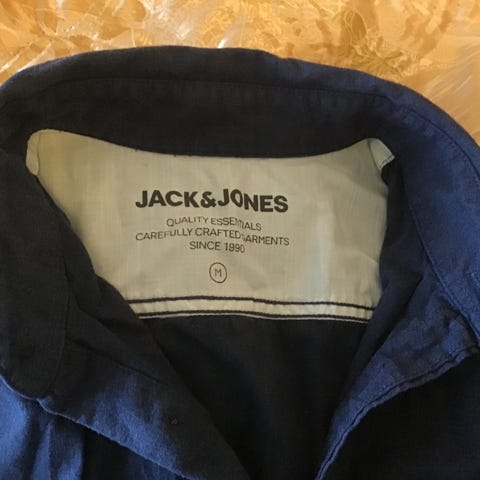 JACK&JONES
QUALITY ESSENTIALS
CAREFULLY CRAFTED GARMENTS
SINCE 1990
M